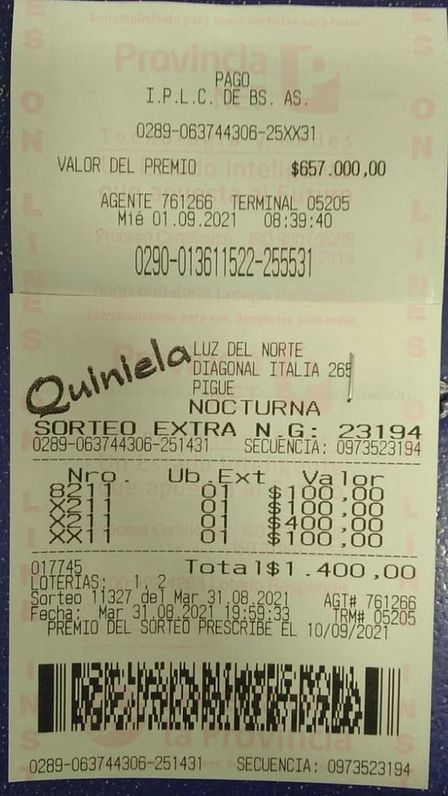 Provincia
PAGO
I.P.L.C. DE BS. AS.
0289-063744306-25XX31
VALOR DEL PREMIO $657.000,00
AGENTE 761266 TERMINAL 05205
Mié 01.09.2021 08:39:40
0290-013611522-255531
Quiniela
LUZ DEL NORTE
DIAGONAL ITALIA 265
PIGUE
NOCTURNA
SORTEO EXTRA N.G: 23194
0289-063744306-251431 SECUENCIA: 0973523194
Nro. Ub.Ext Valor
8211 01 $100,00
X211 01 $100,00
X211 01 $400,00
XX11 01 $100,00
017745 Total$1.400,00
LOTERIAS: 1, 2
Sorteo 11327 del Mar 31.08.2021 AGT# 761266
Fecha: Mar 31.08.2021 19:59:33 TRM# 05205
PREMIO DEL SORTEO PRESCRIBE EL 10/09/2021
la Provincia
0289-063744306-251431 SECUENCIA: 0973523194